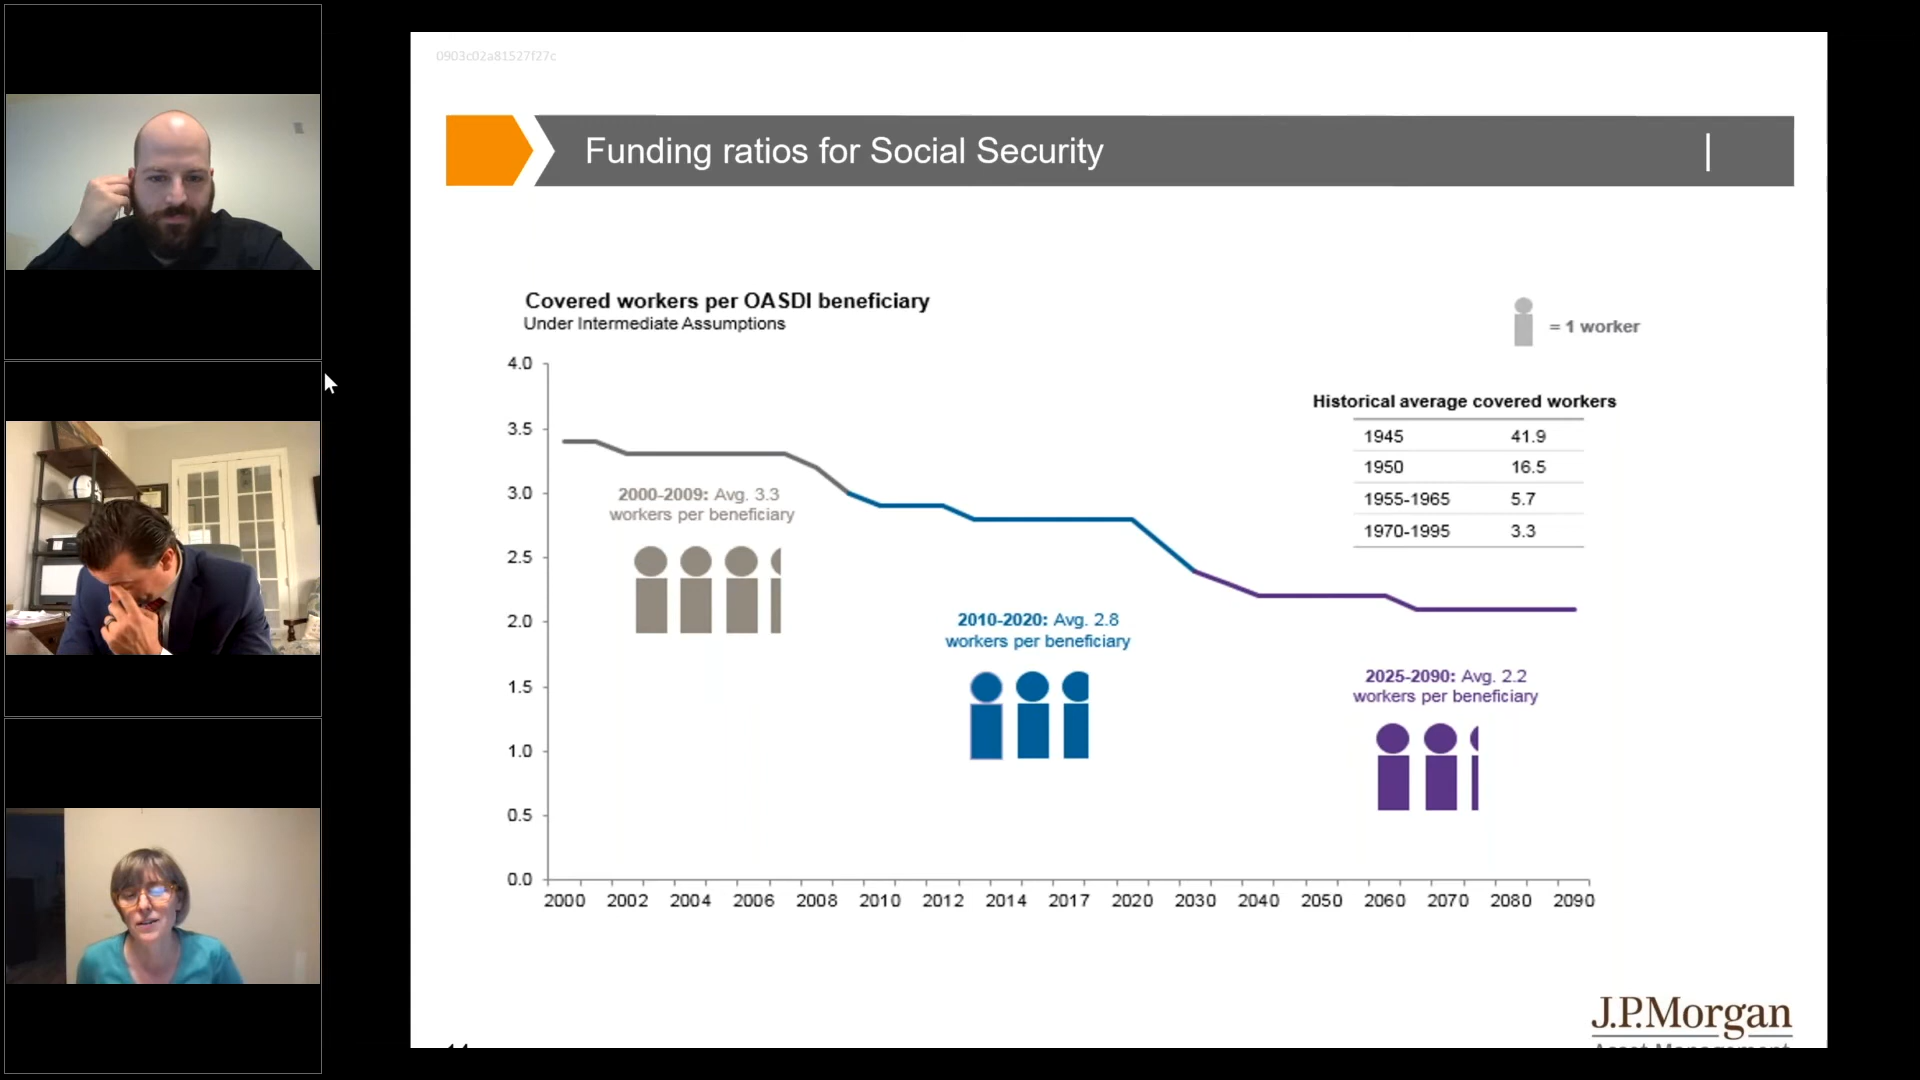 0903c02a81527f27c
Funding ratios for Social Security
Covered workers per OASDI beneficiary
Under Intermediate Assumptions
= 1 worker
4.0
3.5
3.0
2.5
2.0
1.5
1.0
0.5
0.0
Historical average covered workers
1945 41.9
1950 16.5
1955-1965 5.7
1970-1995 3.3
2000-2009: Avg. 3.3
workers per beneficiary
2010-2020: Avg. 2.8
workers per beneficiary
2025-2090: Avg. 2.2
workers per beneficiary
2000 2002 2004 2006 2008 2010 2012 2014 2017 2020 2030 2040 2050 2060 2070 2080 2090
J.P.Morgan
Asset Management